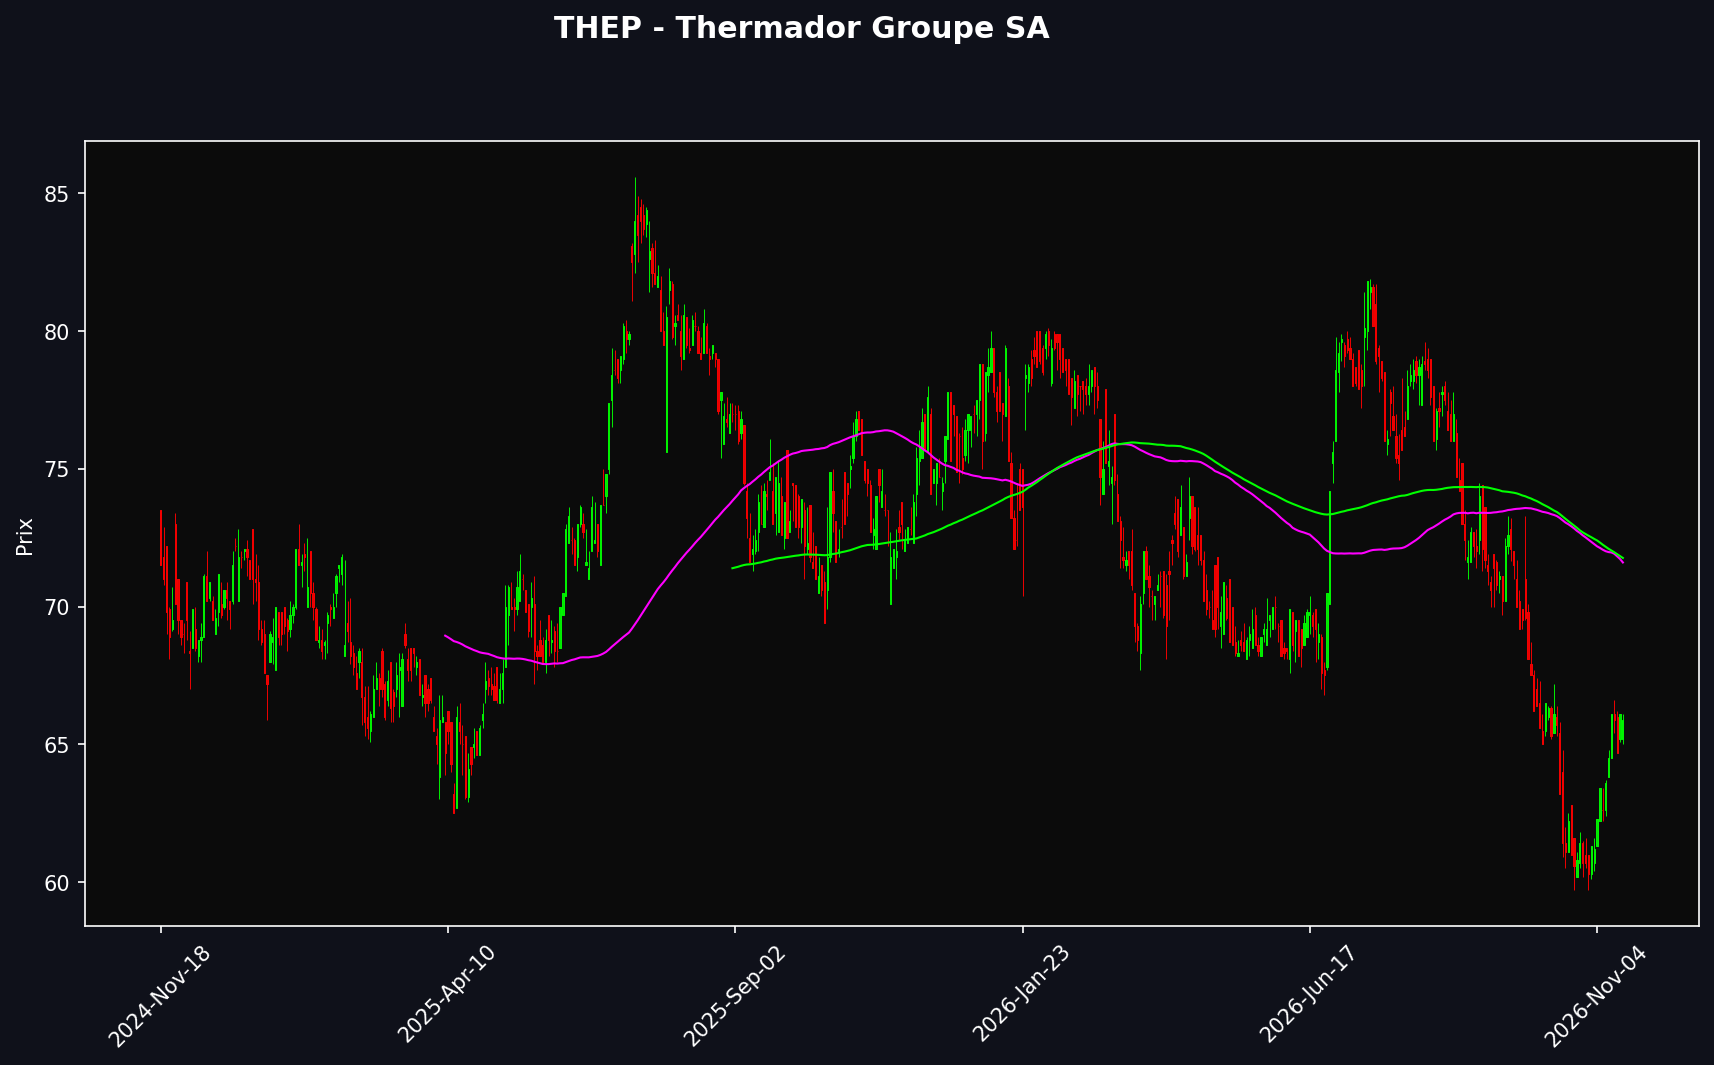 THEP - Thermador Groupe SA
Prix
85
80
75
70
65
60
2024-Nov-18
2025-Apr-10
2025-Sep-02
2026-Jan-23
2026-Jun-17
2026-Nov-04